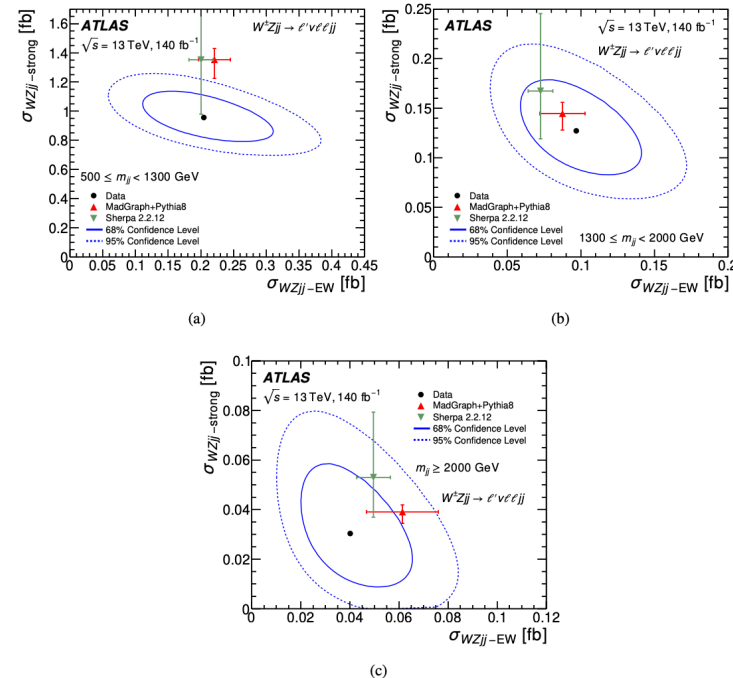 ATLAS
√s = 13 TeV, 140 fb⁻¹
W±Zjj → ℓ′νℓℓjj
500 ≤ mjj < 1300 GeV
Data
MadGraph+Pythia8
Sherpa 2.2.12
68% Confidence Level
95% Confidence Level
σWZjj−strong [fb]
1.6
1.4
1.2
1
0.8
0.6
0.4
0.2
0
0 0.05 0.1 0.15 0.2 0.25 0.3 0.35 0.4 0.45
σWZjj−EW [fb]
(a)
ATLAS
√s = 13 TeV, 140 fb⁻¹
W±Zjj → ℓ′νℓℓjj
Data
MadGraph+Pythia8
Sherpa 2.2.12
68% Confidence Level
95% Confidence Level
1300 ≤ mjj < 2000 GeV
σWZjj−strong [fb]
0.25
0.2
0.15
0.1
0.05
0
0 0.05 0.1 0.15 0.2
σWZjj−EW [fb]
(b)
ATLAS
√s = 13 TeV, 140 fb⁻¹
Data
MadGraph+Pythia8
Sherpa 2.2.12
68% Confidence Level
95% Confidence Level
mjj ≥ 2000 GeV
W±Zjj → ℓ′νℓℓjj
σWZjj−strong [fb]
0.1
0.08
0.06
0.04
0.02
0
0 0.02 0.04 0.06 0.08 0.1 0.12
σWZjj−EW [fb]
(c)